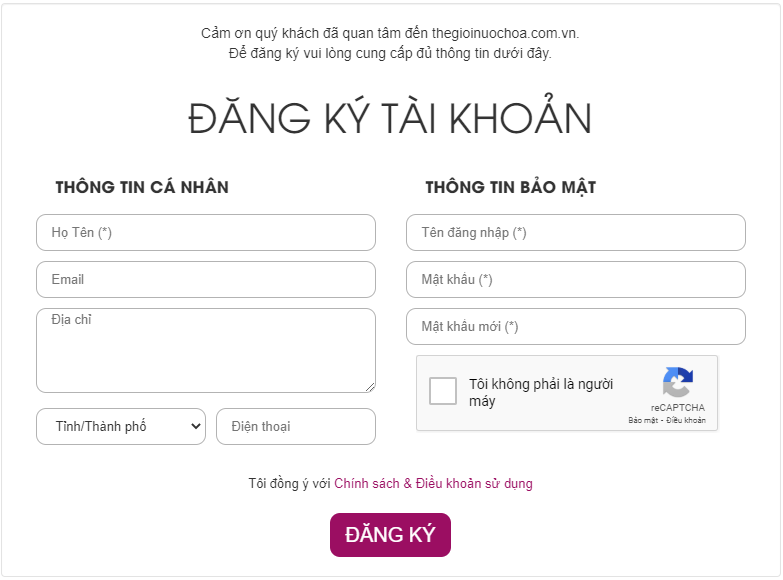 Cảm ơn quý khách đã quan tâm đến thegioinuochoa.com.vn.
Để đăng ký vui lòng cung cấp đủ thông tin dưới đây.
ĐĂNG KÝ TÀI KHOẢN
THÔNG TIN CÁ NHÂN
Họ Tên (*)
Email
Địa chỉ
Tỉnh/Thành phố
Điện thoại
THÔNG TIN BẢO MẬT
Tên đăng nhập (*)
Mật khẩu (*)
Mật khẩu mới (*)
Tôi không phải là người
máy
reCAPTCHA
Bảo mật - Điều khoản
Tôi đồng ý với Chính sách & Điều khoản sử dụng
ĐĂNG KÝ